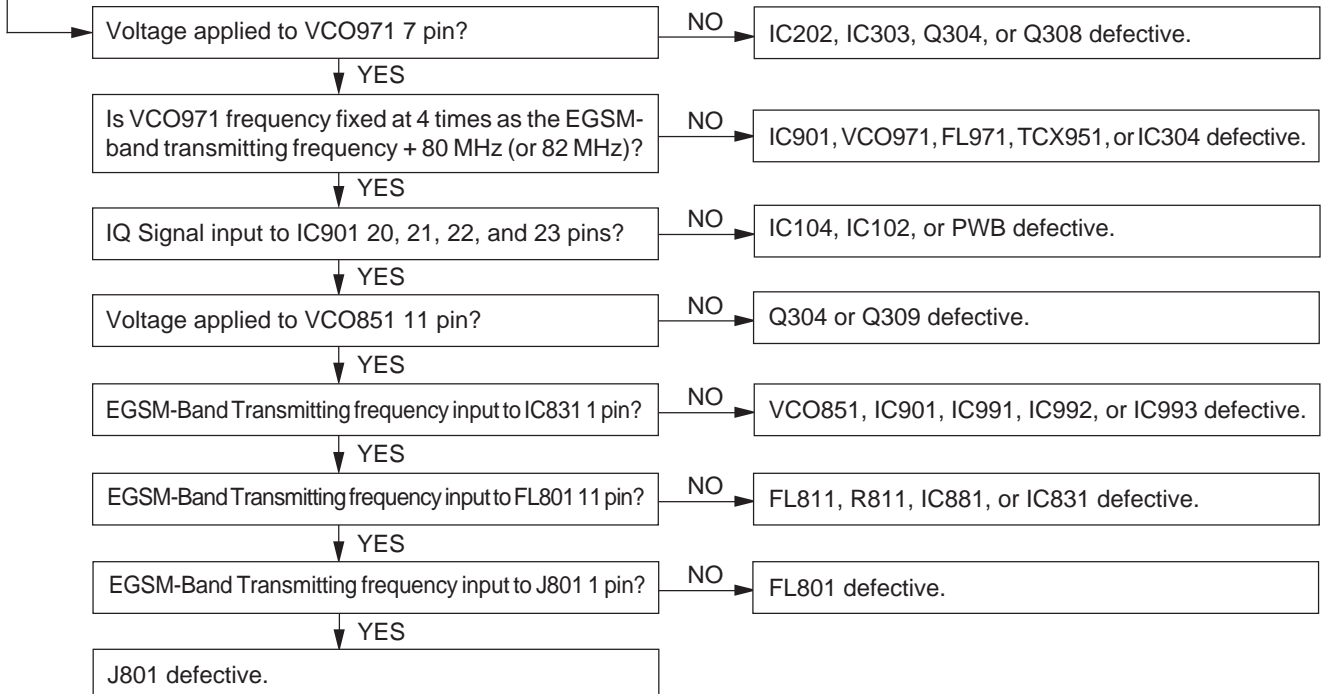 Voltage applied to VCO971 7 pin?
NO
IC202, IC303, Q304, or Q308 defective.
YES
Is VCO971 frequency fixed at 4 times as the EGSM-
band transmitting frequency + 80 MHz (or 82 MHz)?
NO
IC901, VCO971, FL971, TCX951, or IC304 defective.
YES
IQ Signal input to IC901 20, 21, 22, and 23 pins?
NO
IC104, IC102, or PWB defective.
YES
Voltage applied to VCO851 11 pin?
NO
Q304 or Q309 defective.
YES
EGSM-Band Transmitting frequency input to IC831 1 pin?
NO
VCO851, IC901, IC991, IC992, or IC993 defective.
YES
EGSM-Band Transmitting frequency input to FL801 11 pin?
NO
FL811, R811, IC881, or IC831 defective.
YES
EGSM-Band Transmitting frequency input to J801 1 pin?
NO
FL801 defective.
YES
J801 defective.